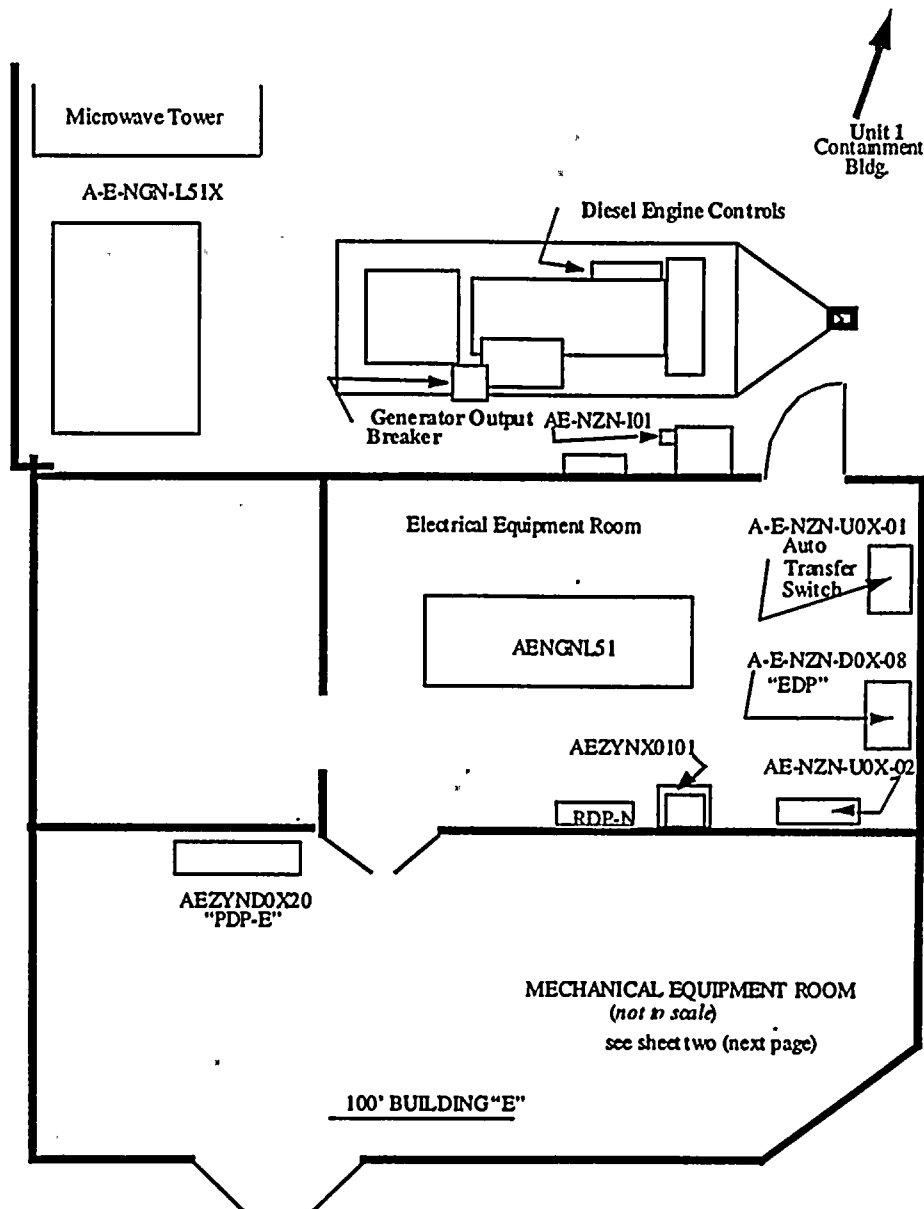 Microwave Tower
Unit 1
Containment
Bldg.
A-E-NGN-L51X
Diesel Engine Controls
Generator Output
Breaker
AE-NZN-I01
Electrical Equipment Room
A-E-NZN-U0X-01
Auto
Transfer
Switch
AENGNL51
A-E-NZN-D0X-08
"EDP"
AEZYNX0101
AE-NZN-U0X-02
RDP-N
AEZYND0X20
"PDP-E"
MECHANICAL EQUIPMENT ROOM
(not to scale)
see sheet two (next page)
100' BUILDING "E"